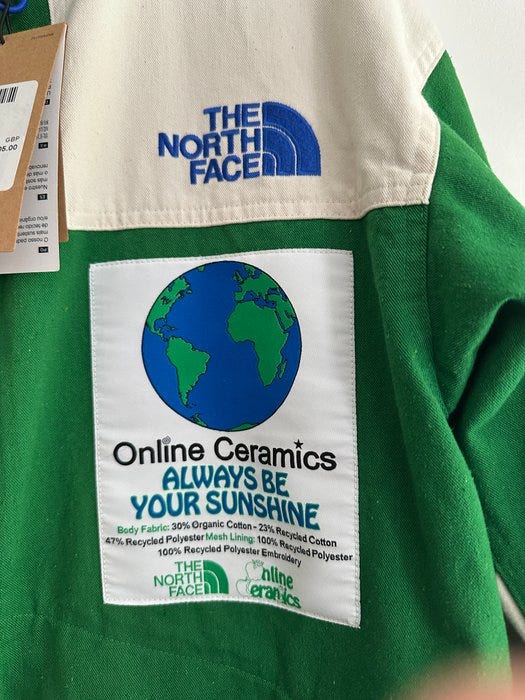 THE
NORTH
FACE
GBP
Online Ceramics
ALWAYS BE
YOUR SUNSHINE
Body Fabric: 30% Organic Cotton - 23% Recycled Cotton
47% Recycled Polyester Mesh Lining: 100% Recycled Polyester
100% Recycled Polyester Embroidery
THE
NORTH
FACE
Online
Ceramics